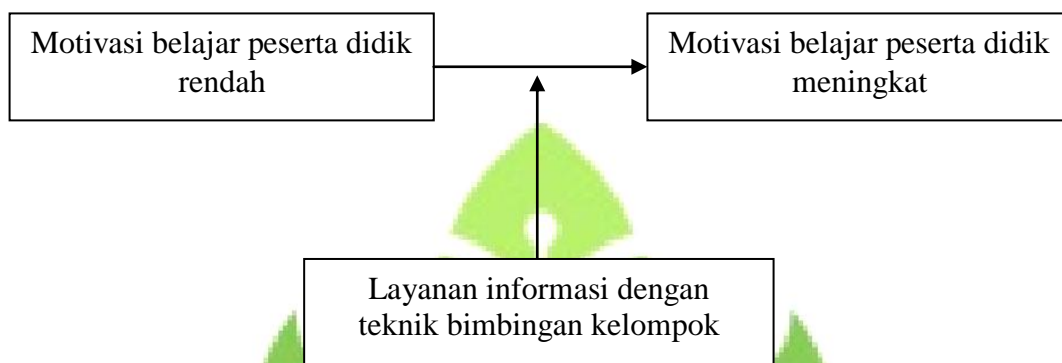 Motivasi belajar peserta didik
rendah
Motivasi belajar peserta didik
meningkat
Layanan informasi dengan
teknik bimbingan kelompok